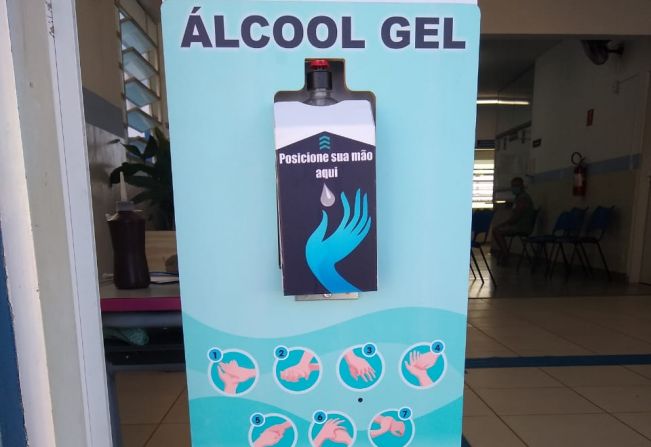 ÁLCOOL GEL
Posicione sua mão
aqui
1 2 3 4
5 6 7